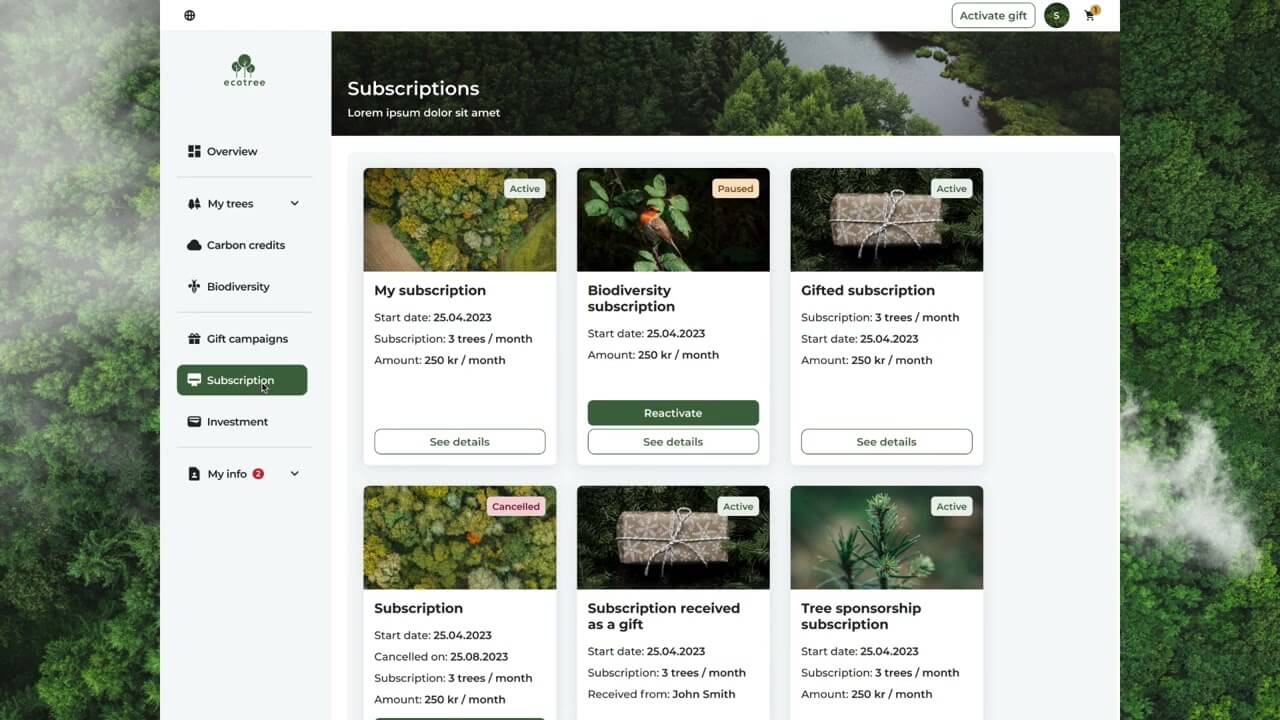 Activate gift
S
1
ecotree
Subscriptions
Lorem ipsum dolor sit amet
Overview
My trees
Carbon credits
Biodiversity
Gift campaigns
Subscription
Investment
My info 2
Active
My subscription
Start date: 25.04.2023
Subscription: 3 trees / month
Amount: 250 kr / month
See details
Paused
Biodiversity
subscription
Start date: 25.04.2023
Amount: 250 kr / month
Reactivate
See details
Active
Gifted subscription
Subscription: 3 trees / month
Start date: 25.04.2023
Amount: 250 kr / month
See details
Cancelled
Subscription
Start date: 25.04.2023
Cancelled on: 25.08.2023
Subscription: 3 trees / month
Amount: 250 kr / month
Active
Subscription received
as a gift
Start date: 25.04.2023
Subscription: 3 trees / month
Received from: John Smith
Active
Tree sponsorship
subscription
Start date: 25.04.2023
Subscription: 3 trees / month
Amount: 250 kr / month